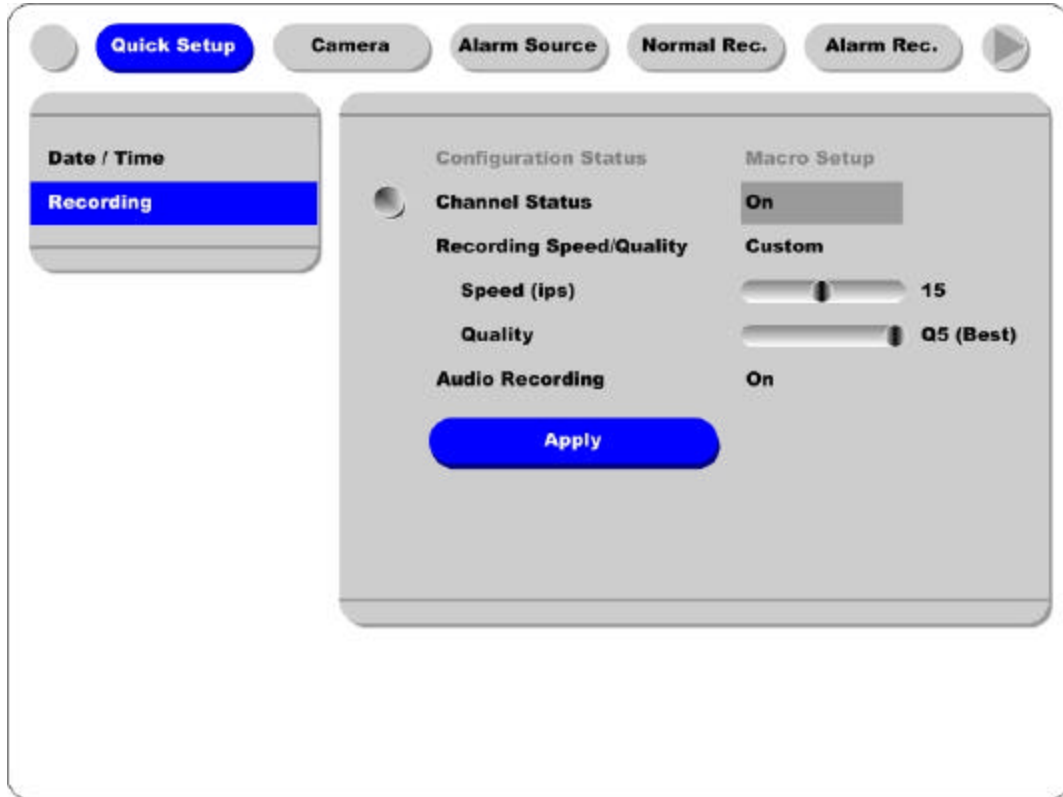 Quick Setup Camera Alarm Source Normal Rec. Alarm Rec.
Date / Time
Recording
Configuration Status Macro Setup
Channel Status On
Recording Speed/Quality Custom
Speed (ips) 15
Quality Q5 (Best)
Audio Recording On
Apply